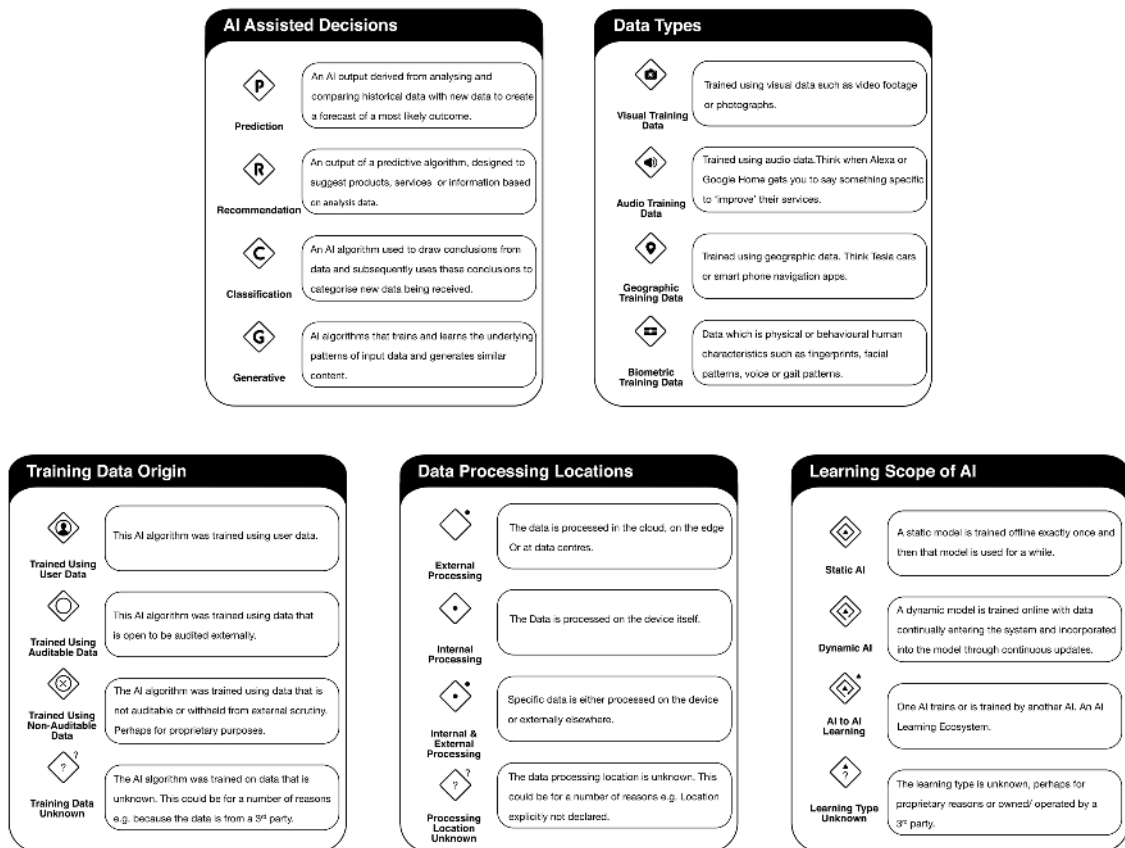 AI Assisted Decisions
P
Prediction
An AI output derived from analysing and
comparing historical data with new data to create
a forecast of a most likely outcome.
R
Recommendation
An output of a predictive algorithm, designed to
suggest products, services or information based
on analysis data.
C
Classification
An AI algorithm used to draw conclusions from
data and subsequently uses these conclusions to
categorise new data being received.
G
Generative
AI algorithms that trains and learns the underlying
patterns of input data and generates similar
content.
Data Types
Visual Training
Data
Trained using visual data such as video footage
or photographs.
Audio Training
Data
Trained using audio data.Think when Alexa or
Google Home gets you to say something specific
to 'improve' their services.
Geographic
Training Data
Trained using geographic data. Think Tesla cars
or smart phone navigation apps.
Biometric
Training Data
Data which is physical or behavioural human
characteristics such as fingerprints, facial
patterns, voice or gait patterns.
Training Data Origin
Trained Using
User Data
This AI algorithm was trained using user data.
Trained Using
Auditable Data
This AI algorithm was trained using data that
is open to be audited externally.
Trained Using
Non-Auditable
Data
The AI algorithm was trained using data that is
not auditable or withheld from external scrutiny.
Perhaps for proprietary purposes.
?
?
Training Data
Unknown
The AI algorithm was trained on data that is
unknown. This could be for a number of reasons
e.g. because the data is from a 3rd party.
Data Processing Locations
External
Processing
The data is processed in the cloud, on the edge
Or at data centres.
Internal
Processing
The Data is processed on the device itself.
Internal &
External
Processing
Specific data is either processed on the device
or externally elsewhere.
?
?
Processing
Location
Unknown
The data processing location is unknown. This
could be for a number of reasons e.g. Location
explicitly not declared.
Learning Scope of AI
Static AI
A static model is trained offline exactly once and
then that model is used for a while.
Dynamic AI
A dynamic model is trained online with data
continually entering the system and incorporated
into the model through continuous updates.
AI to AI
Learning
One AI trains or is trained by another AI. An AI
Learning Ecosystem.
?
Learning Type
Unknown
The learning type is unknown, perhaps for
proprietary reasons or owned/ operated by a
3rd party.